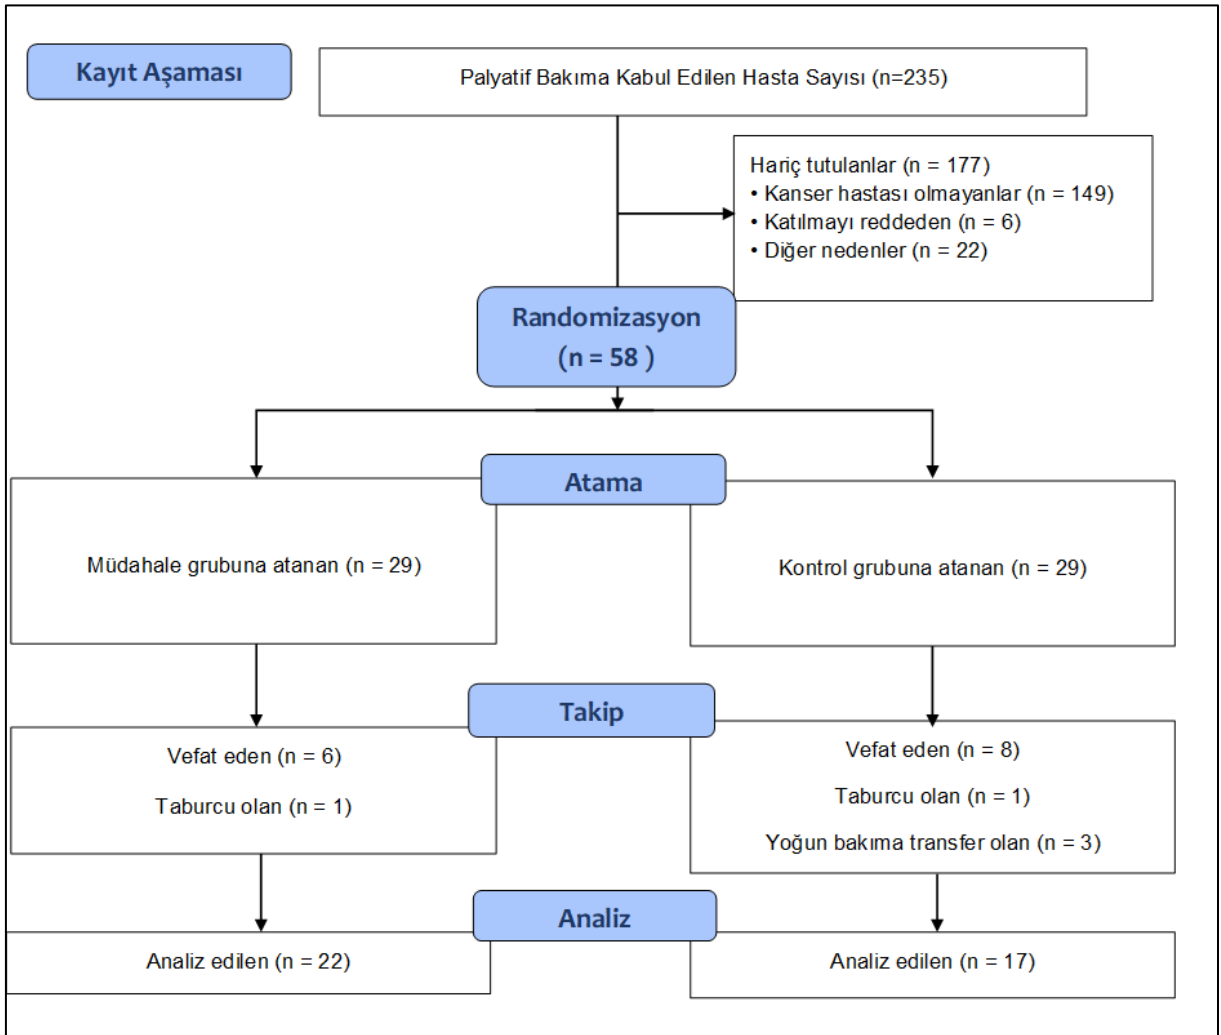 Kayıt Aşaması
Palyatif Bakıma Kabul Edilen Hasta Sayısı (n=235)
Hariç tutulanlar (n = 177)
• Kanser hastası olmayanlar (n = 149)
• Katılmayı reddeden (n = 6)
• Diğer nedenler (n = 22)
Randomizasyon
(n = 58 )
Atama
Müdahale grubuna atanan (n = 29)
Kontrol grubuna atanan (n = 29)
Takip
Vefat eden (n = 6)
Taburcu olan (n = 1)
Vefat eden (n = 8)
Taburcu olan (n = 1)
Yoğun bakıma transfer olan (n = 3)
Analiz
Analiz edilen (n = 22)
Analiz edilen (n = 17)